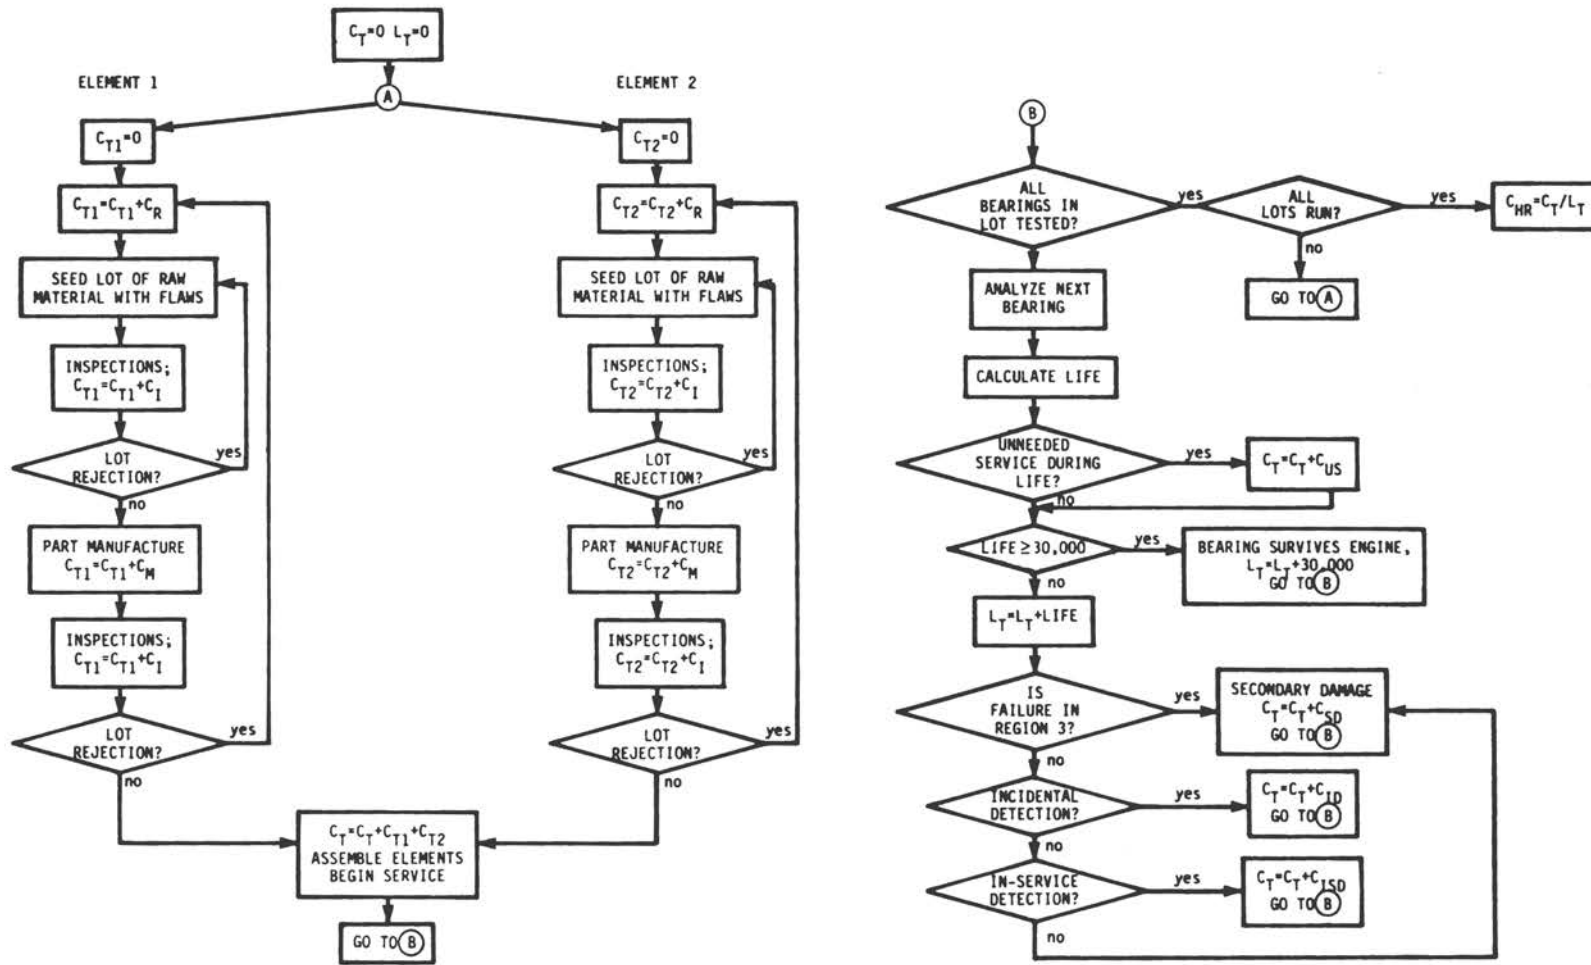 C_T=0 L_T=0
A
ELEMENT 1
C_T1=0
C_T1=C_T1+C_R
SEED LOT OF RAW
MATERIAL WITH FLAWS
INSPECTIONS;
C_T1=C_T1+C_I
LOT
REJECTION?
yes
no
PART MANUFACTURE
C_T1=C_T1+C_M
INSPECTIONS;
C_T1=C_T1+C_I
LOT
REJECTION?
yes
no
ELEMENT 2
C_T2=0
C_T2=C_T2+C_R
SEED LOT OF RAW
MATERIAL WITH FLAWS
INSPECTIONS;
C_T2=C_T2+C_I
LOT
REJECTION?
yes
no
PART MANUFACTURE
C_T2=C_T2+C_M
INSPECTIONS;
C_T2=C_T2+C_I
LOT
REJECTION?
yes
no
C_T=C_T+C_T1+C_T2
ASSEMBLE ELEMENTS
BEGIN SERVICE
GO TO B
B
ALL
BEARINGS IN
LOT TESTED?
yes
ALL
LOTS RUN?
yes
C_HR=C_T/L_T
no
GO TO A
ANALYZE NEXT
BEARING
CALCULATE LIFE
UNNEEDED
SERVICE DURING
LIFE?
yes
C_T=C_T+C_US
no
LIFE≥30,000
yes
BEARING SURVIVES ENGINE,
L_T=L_T+30,000
GO TO B
no
L_T=L_T+LIFE
IS
FAILURE IN
REGION 3?
yes
SECONDARY DAMAGE
C_T=C_T+C_SD
GO TO B
no
INCIDENTAL
DETECTION?
yes
C_T=C_T+C_ID
GO TO B
no
IN-SERVICE
DETECTION?
yes
C_T=C_T+C_ISD
GO TO B
no